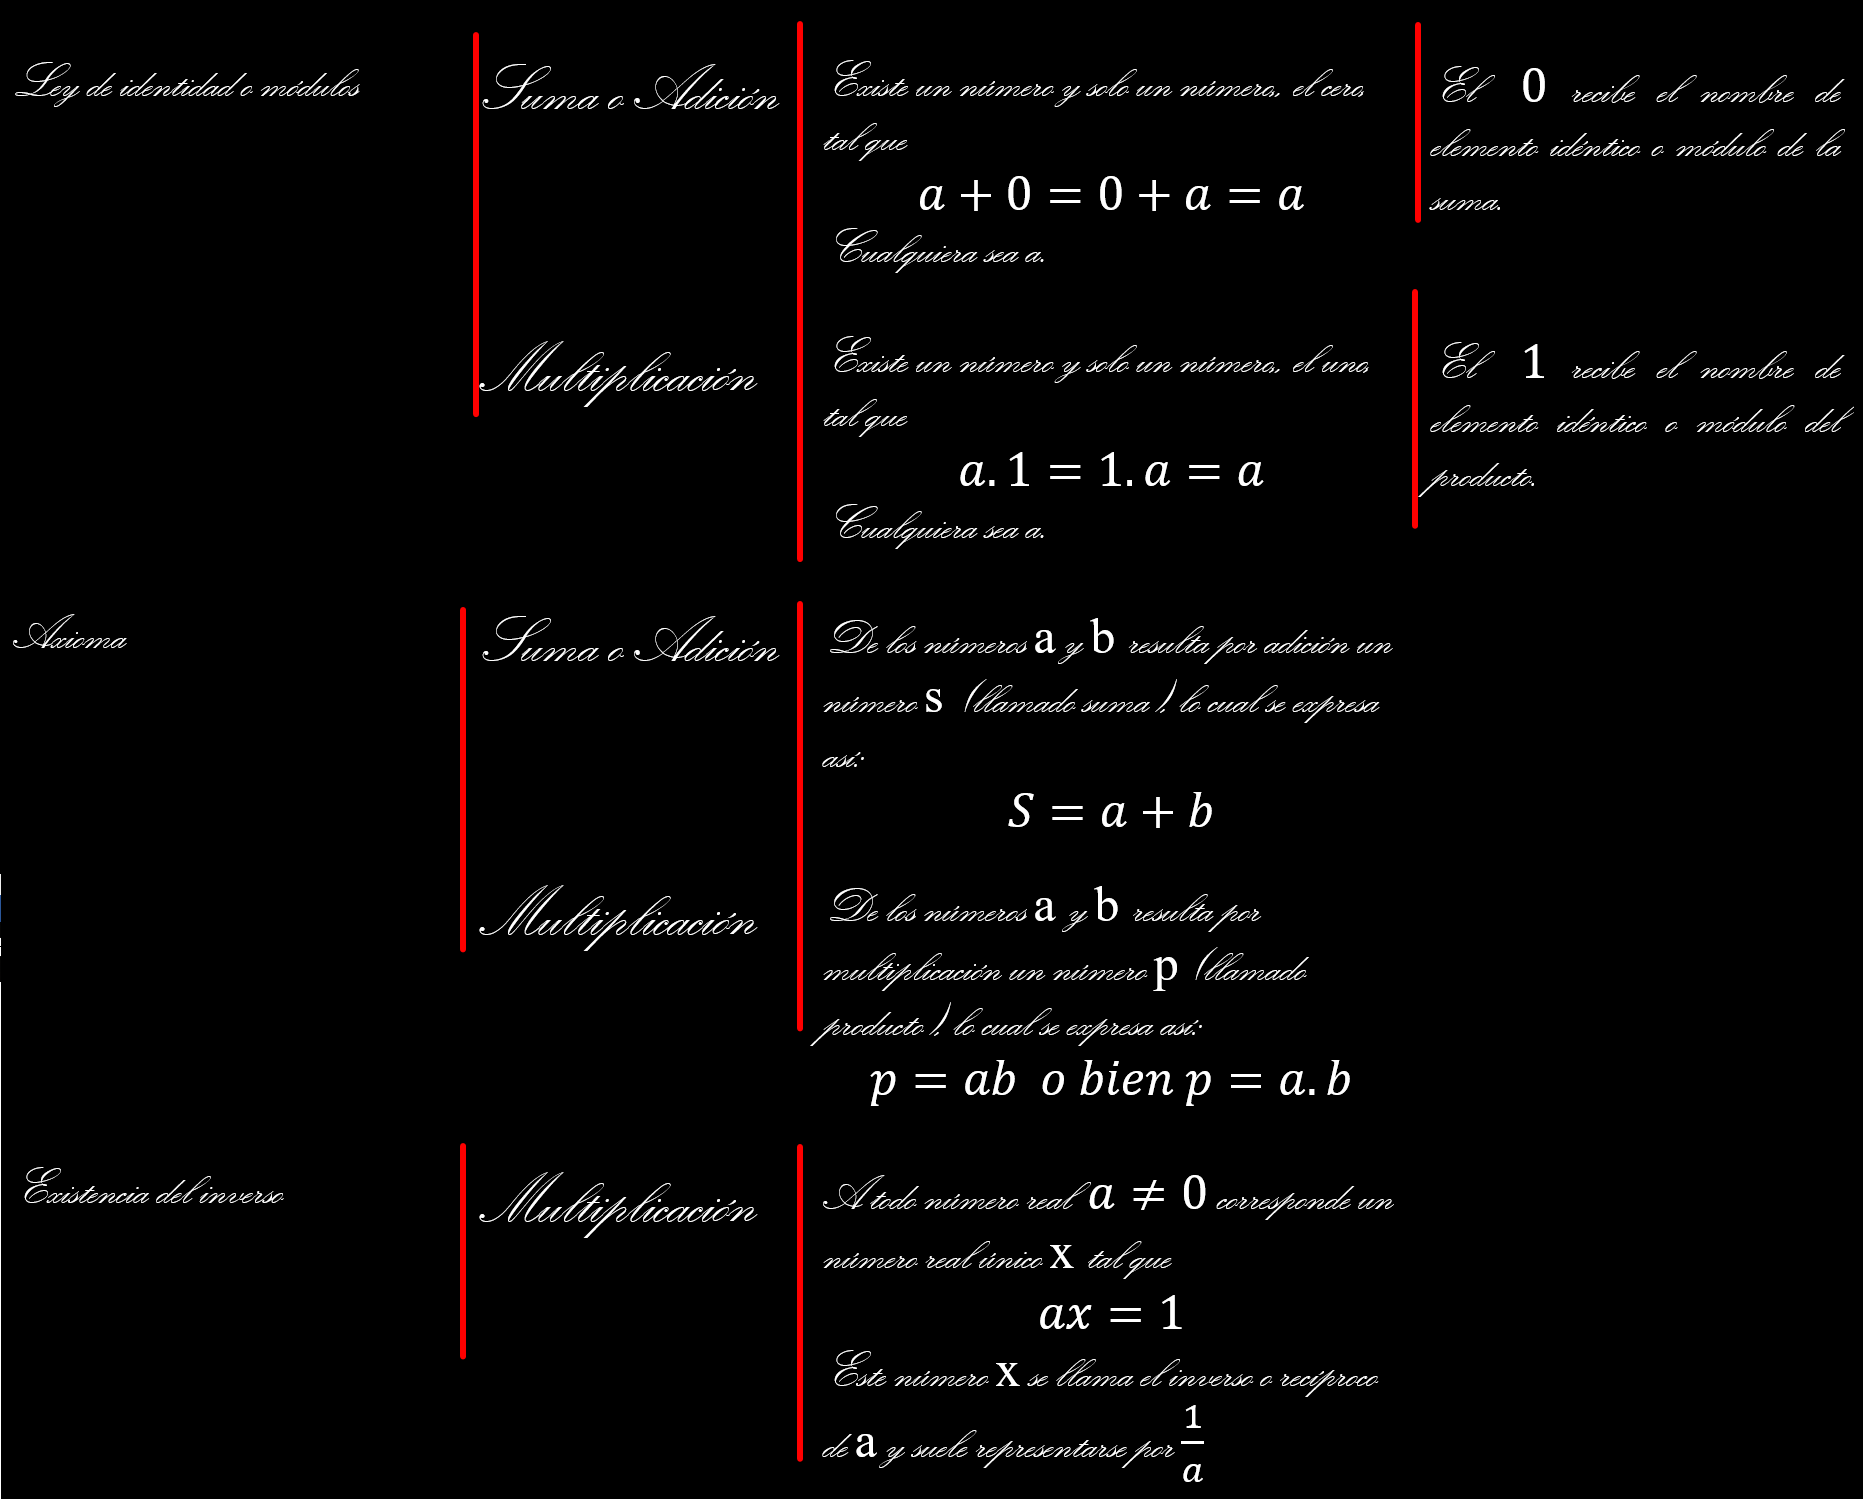 Ley de identidad o módulos
Suma o Adición
Existe un número y solo un número, el cero,
tal que
a + 0 = 0 + a = a
Cualquiera sea a.
El 0 recibe el nombre de
elemento idéntico o módulo de la
suma.
Multiplicación
Existe un número y solo un número, el uno,
tal que
a. 1 = 1. a = a
Cualquiera sea a.
El 1 recibe el nombre de
elemento idéntico o módulo del
producto.
Axioma
Suma o Adición
De los números a y b resulta por adición un
número s (llamado suma), lo cual se expresa
así:
S = a + b
Multiplicación
De los números a y b resulta por
multiplicación un número p (llamado
producto), lo cual se expresa así:
p = ab o bien p = a. b
Existencia del inverso
Multiplicación
A todo número real a ≠ 0 corresponde un
número real único x tal que
ax = 1
Este número x se llama el inverso o recíproco
de a y suele representarse por 1/a